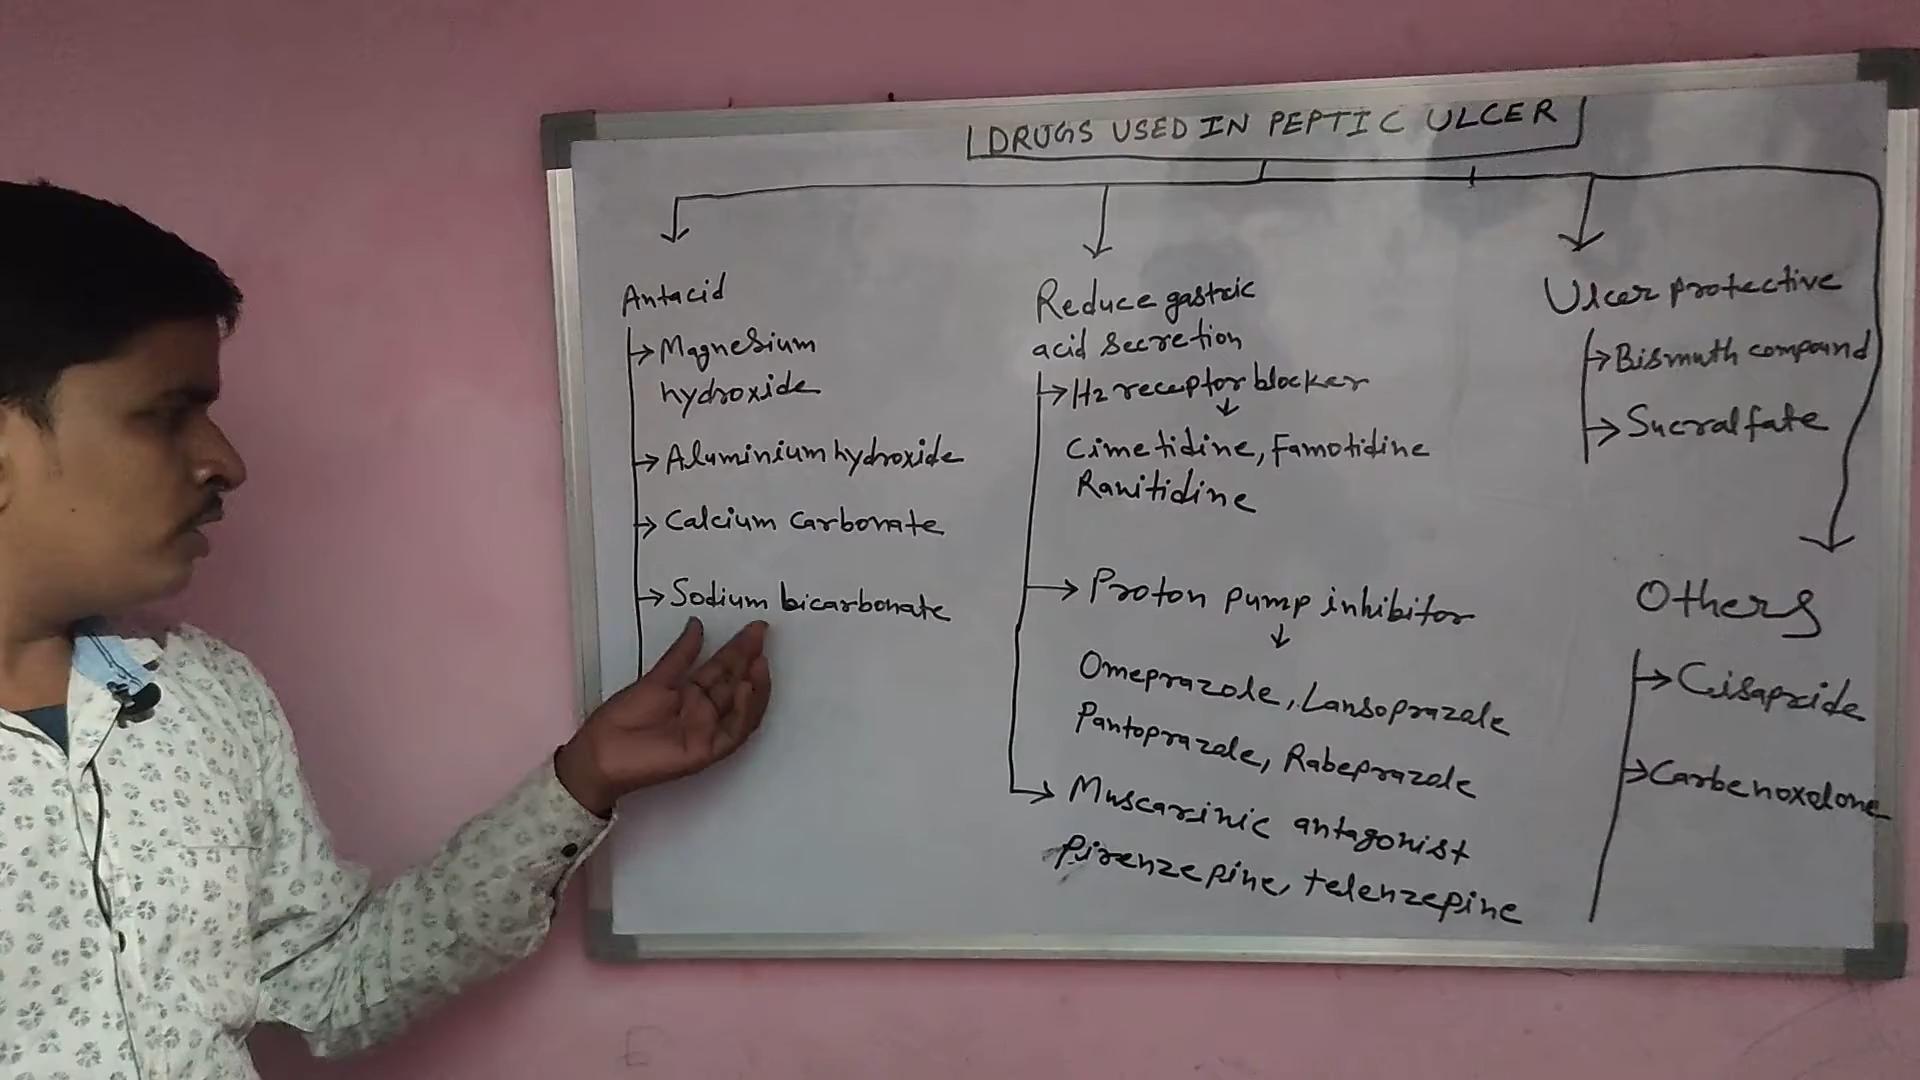 DRUGS USED IN PEPTIC ULCER
Antacid
Magnesium
hydroxide
Aluminium hydroxide
Calcium Carbonate
Sodium bicarbonate
Reduce gastric
acid secretion
H2 receptor blocker
Cimetidine, Famotidine
Ranitidine
Proton pump inhibitor
Omeprazole, Lansoprazole
Pantoprazole, Rabeprazole
Muscarinic antagonist
Pirenzepine, telenzepine
Ulcer protective
Bismuth compound
Sucralfate
Others
Cisapride
Carbenoxolone